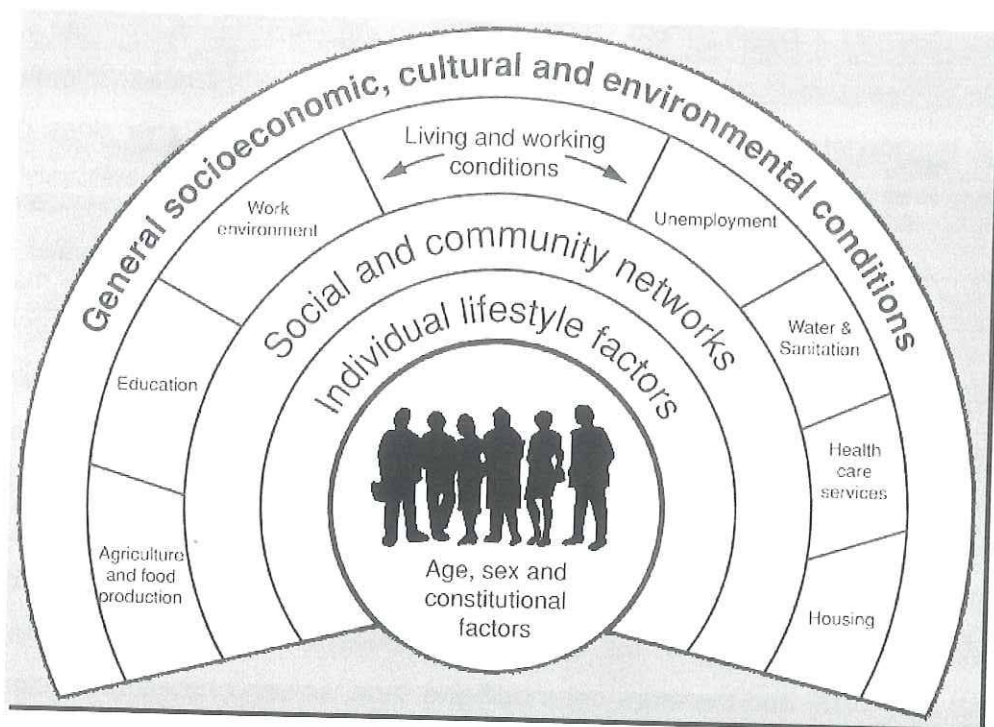 General socioeconomic, cultural and environmental conditions
Living and working
conditions
Work
environment
Unemployment
Education
Water &
Sanitation
Agriculture
and food
production
Health
care
services
Housing
Social and community networks
Individual lifestyle factors
Age, sex and
constitutional
factors